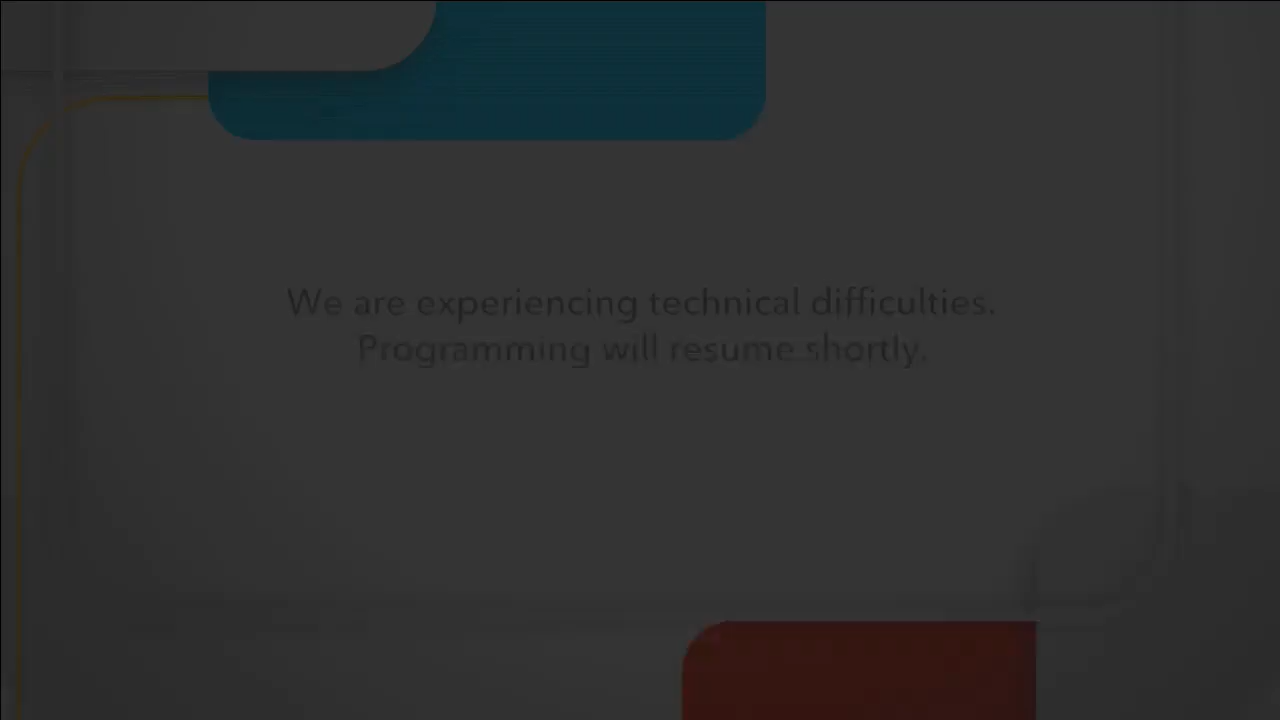 We are experiencing technical difficulties.
Programming will resume shortly.